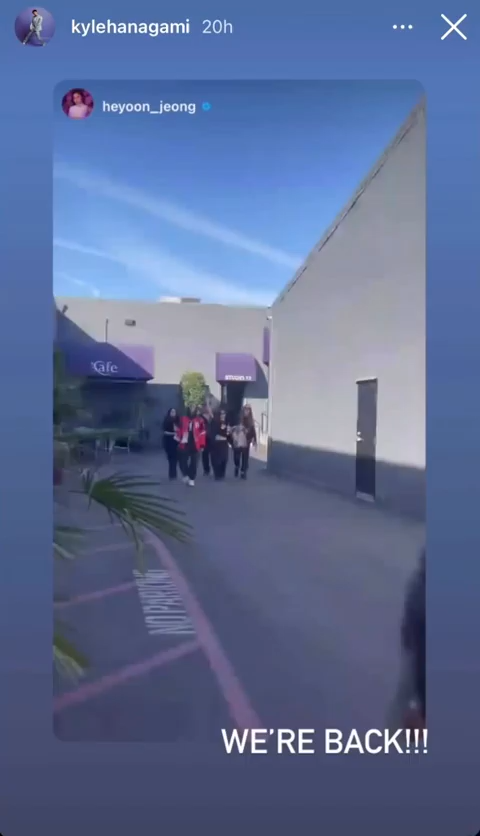 kylehanagami 20h
heyoon_jeong
Cafe
NO PARKING
WE'RE BACK!!!